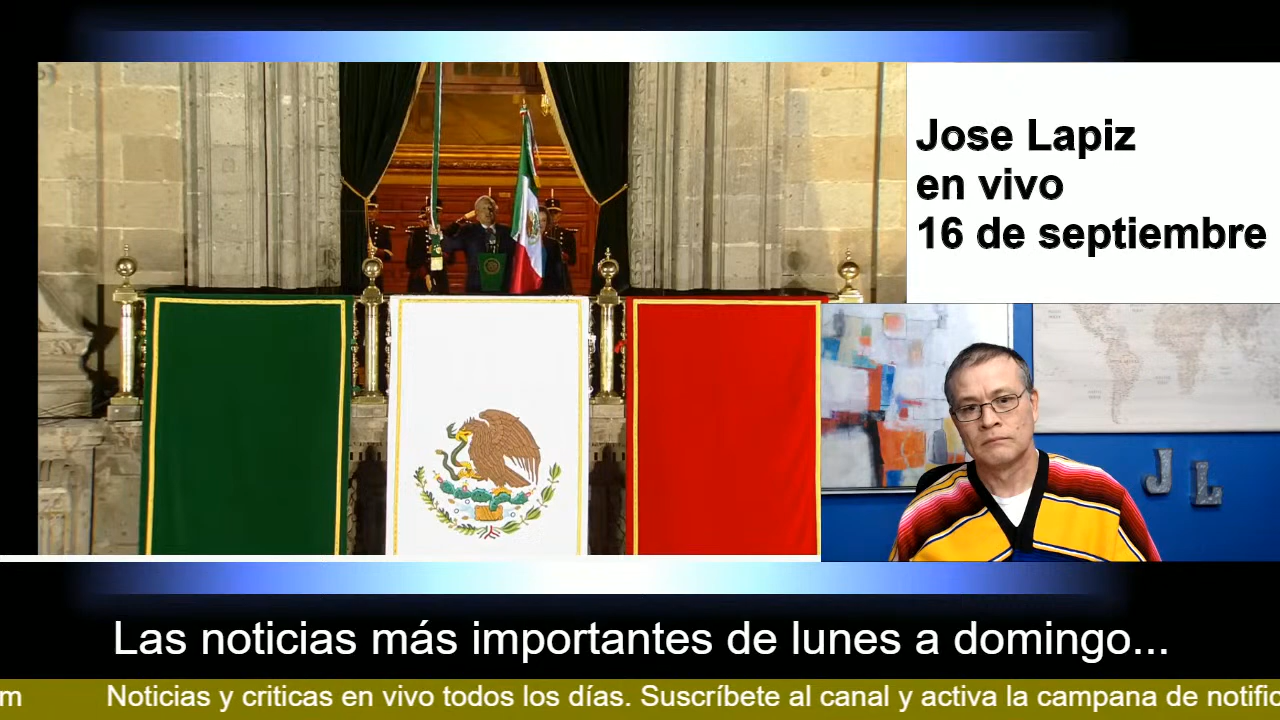 Jose Lapiz
en vivo
16 de septiembre
J L
Las noticias más importantes de lunes a domingo...
m Noticias y criticas en vivo todos los días. Suscríbete al canal y activa la campana de notific